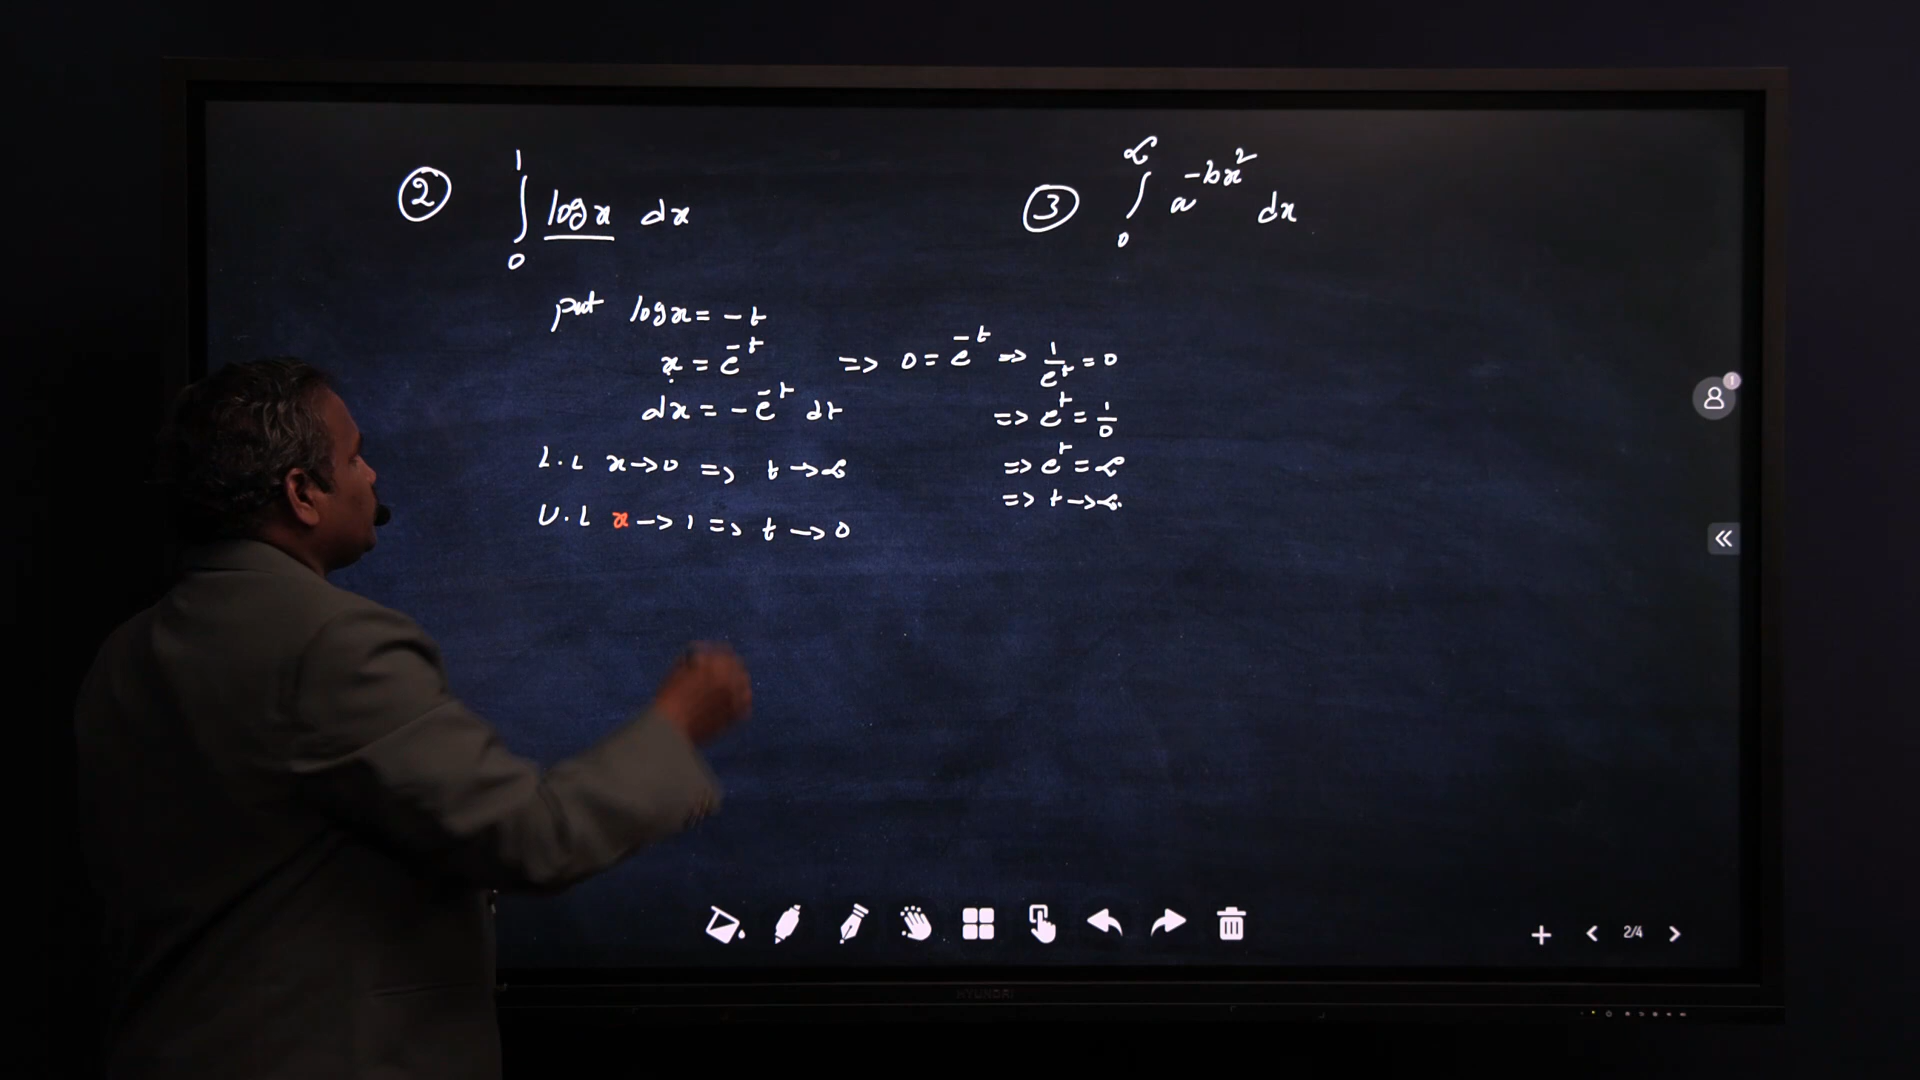 ② ∫₀¹ log x dx
put log x = -t
x = e^-t => 0 = e^-t => 1/e^t = 0
dx = -e^-t dt => e^t = 1/0
L.L x→0 => t→∞ => e^t = ∞
=> t→∞.
U.L x→1 => t→0
③ ∫₀^∞ a^-bx² dx
2/4
HYUNDAI